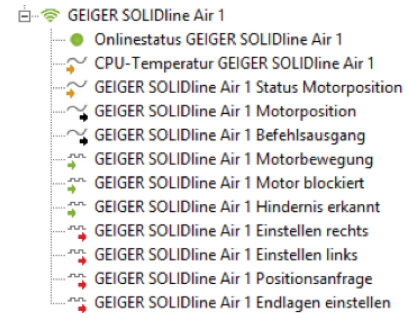 GEIGER SOLIDline Air 1
Onlinestatus GEIGER SOLIDline Air 1
CPU-Temperatur GEIGER SOLIDline Air 1
GEIGER SOLIDline Air 1 Status Motorposition
GEIGER SOLIDline Air 1 Motorposition
GEIGER SOLIDline Air 1 Befehlsausgang
GEIGER SOLIDline Air 1 Motorbewegung
GEIGER SOLIDline Air 1 Motor blockiert
GEIGER SOLIDline Air 1 Hindernis erkannt
GEIGER SOLIDline Air 1 Einstellen rechts
GEIGER SOLIDline Air 1 Einstellen links
GEIGER SOLIDline Air 1 Positionsanfrage
GEIGER SOLIDline Air 1 Endlagen einstellen